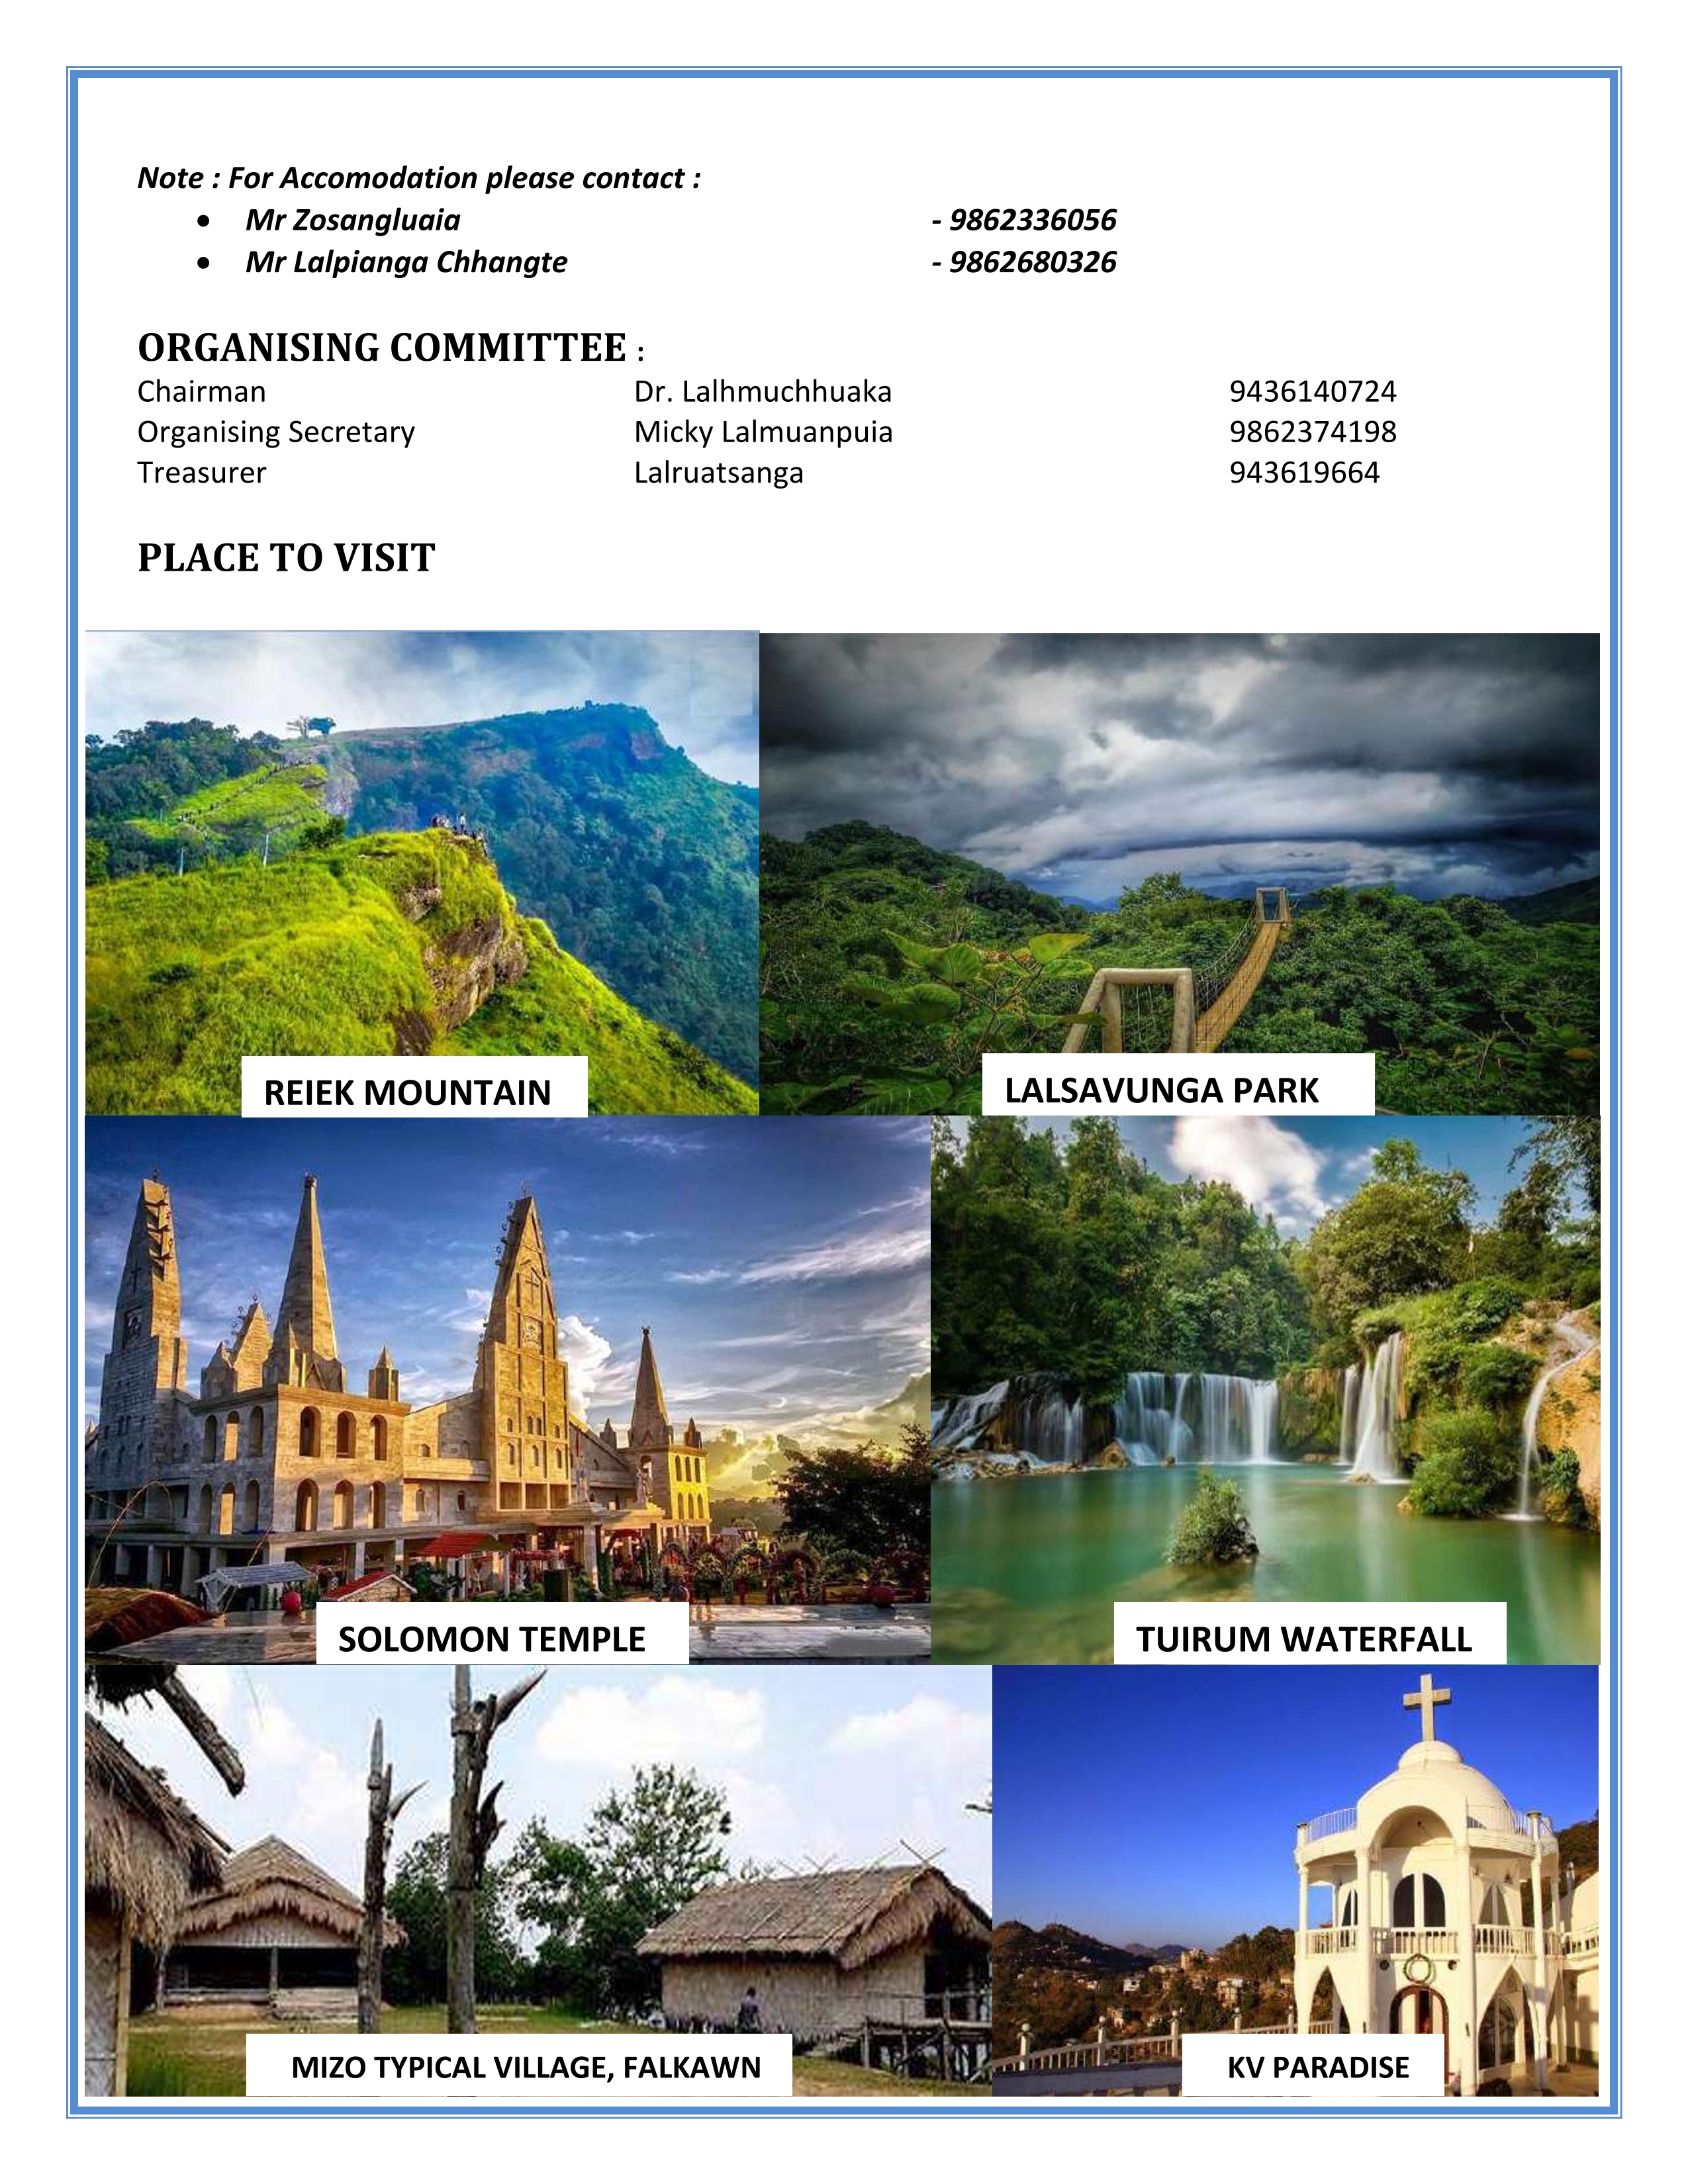 Note : For Accomodation please contact :
• Mr Zosangluaia - 9862336056
• Mr Lalpianga Chhangte - 9862680326
ORGANISING COMMITTEE :
Chairman Dr. Lalhmuchhuaka 9436140724
Organising Secretary Micky Lalmuanpuia 9862374198
Treasurer Lalruatsanga 943619664
PLACE TO VISIT
REIEK MOUNTAIN
LALSAVUNGA PARK
SOLOMON TEMPLE
TUIRUM WATERFALL
MIZO TYPICAL VILLAGE, FALKAWN
KV PARADISE